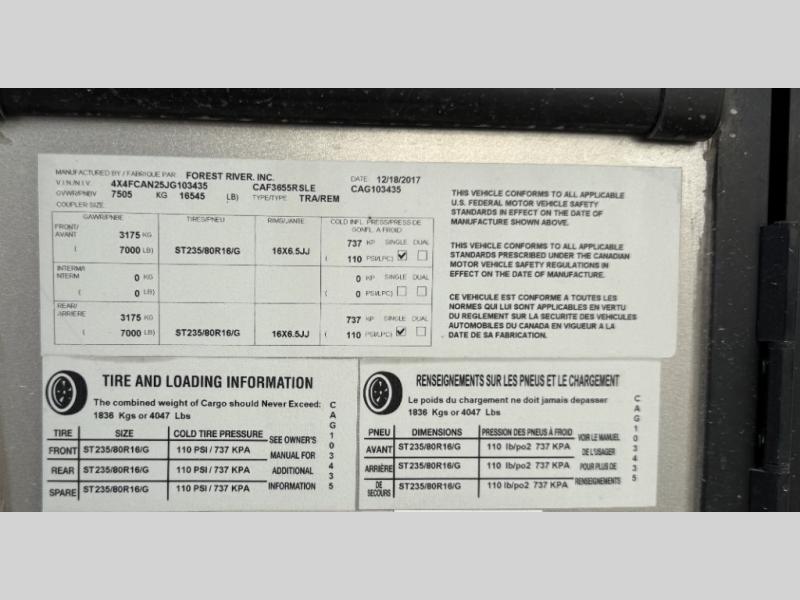 MANUFACTURED BY / FABRIQUE PAR: FOREST RIVER, INC. DATE: 12/18/2017
V.I.N./N.I.V. 4X4FCAN25JG103435 CAF3655RSLE CAG103435
GVWR/PNBV 7505 KG 16545 LB) TYPE/TYPE: TRA/REM
COUPLER SIZE:
GAWR/PNBE TIRES/PNEU RIMS/JANTE COLD INFL. PRESS/PRESS DE GONFL. A FROID
FRONT/ AVANT 3175 KG 737 KP SINGLE DUAL
( 7000 LB) ST235/80R16/G 16X6.5JJ ( 110 PSI/LPC)
INTERM/I NTERM 0 KG 0 KP SINGLE DUAL
( 0 LB) ( 0 PSI/LPC)
REAR/ ARRIERE 3175 KG 737 KP SINGLE DUAL
( 7000 LB) ST235/80R16/G 16X6.5JJ ( 110 PSI/LPC)
THIS VEHICLE CONFORMS TO ALL APPLICABLE
U.S. FEDERAL MOTOR VEHICLE SAFETY
STANDARDS IN EFFECT ON THE DATE OF
MANUFACTURE SHOWN ABOVE.
THIS VEHICLE CONFORMS TO ALL APPLICABLE
STANDARDS PRESCRIBED UNDER THE CANADIAN
MOTOR VEHICLE SAFETY REGULATIONS IN
EFFECT ON THE DATE OF MANUFACTURE.
CE VEHICULE EST CONFORME A TOUTES LES
NORMES QUI LUI SONT APPLICABLES EN VERTU
DU REGLEMENT SUR LA SECURITE DES VEHICULES
AUTOMOBILES DU CANADA EN VIGUEUR A LA
DATE DE SA FABRICATION.
TIRE AND LOADING INFORMATION
The combined weight of Cargo should Never Exceed:
1836 Kgs or 4047 Lbs
TIRE SIZE COLD TIRE PRESSURE
FRONT ST235/80R16/G 110 PSI / 737 KPA
REAR ST235/80R16/G 110 PSI / 737 KPA
SPARE ST235/80R16/G 110 PSI / 737 KPA
SEE OWNER'S
MANUAL FOR
ADDITIONAL
INFORMATION
CAG103435
RENSEIGNEMENTS SUR LES PNEUS ET LE CHARGEMENT
Le poids du chargement ne doit jamais depasser
1836 Kgs or 4047 Lbs
PNEU DIMENSIONS PRESSION DES PNEUS À FROID
AVANT ST235/80R16/G 110 lb/po2 737 KPA
ARRIÈRE ST235/80R16/G 110 lb/po2 737 KPA
DE SECOURS ST235/80R16/G 110 lb/po2 737 KPA
VOIR LE MANUEL
DE L'USAGER
POUR PLUS DE
RENSEIGNEMENTS
CAG103435